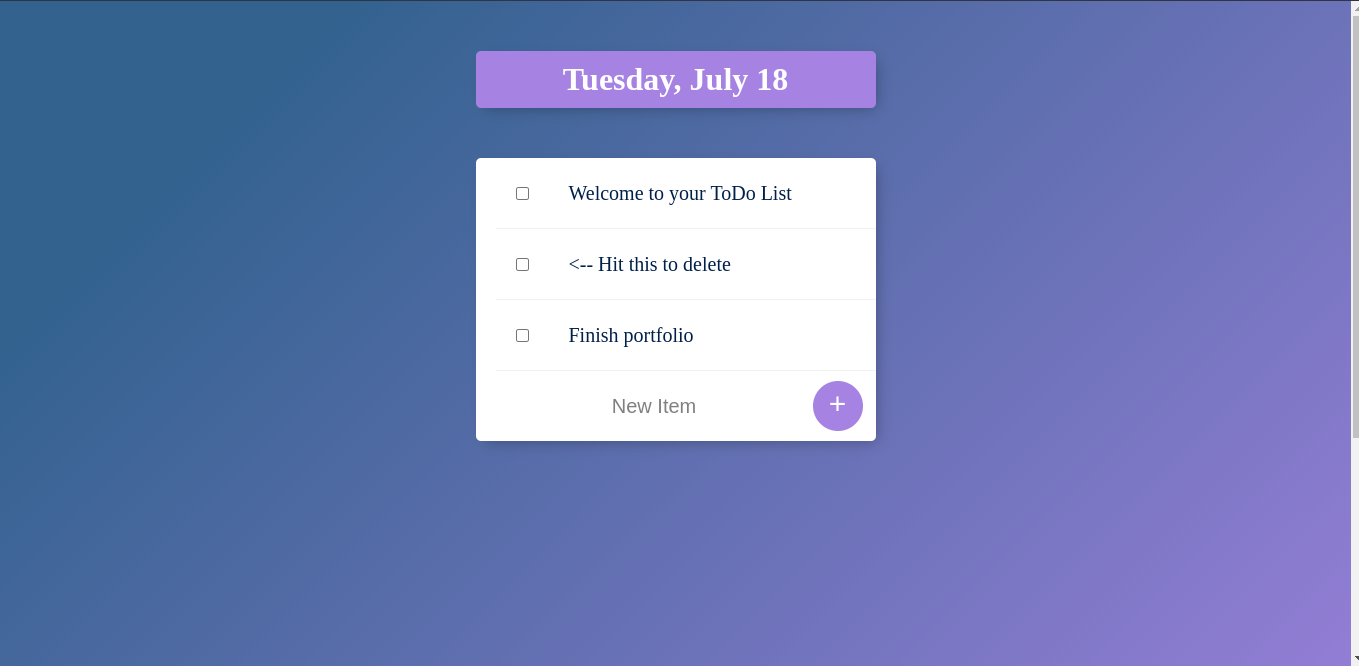 Tuesday, July 18
Welcome to your ToDo List
<-- Hit this to delete
Finish portfolio
New Item
+